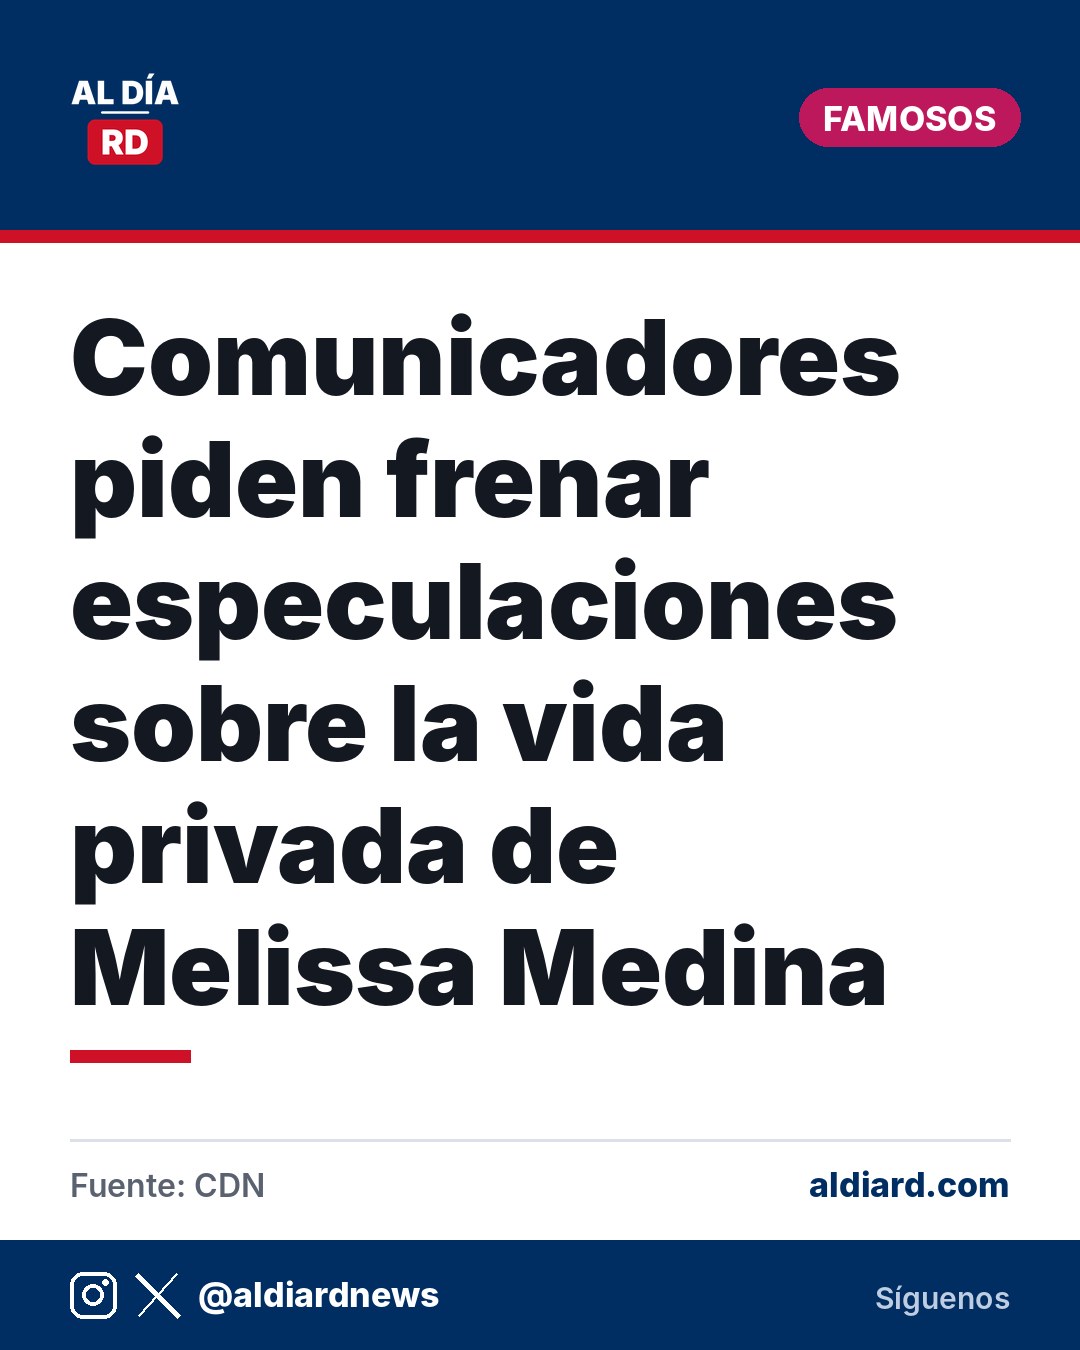 AL DÍA
RD
FAMOSOS
Comunicadores
piden frenar
especulaciones
sobre la vida
privada de
Melissa Medina
Fuente: CDN
aldiard.com
@aldiardnews
Síguenos